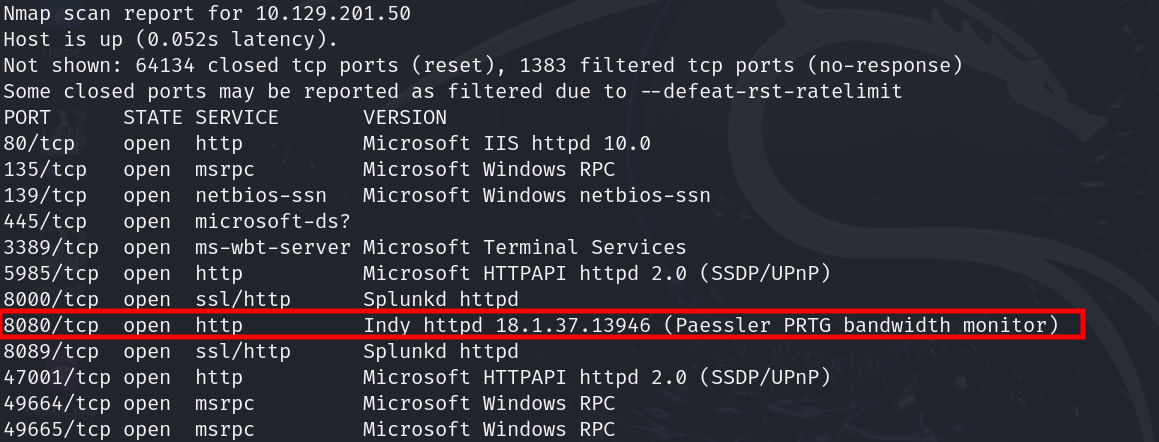 Nmap scan report for 10.129.201.50
Host is up (0.052s latency).
Not shown: 64134 closed tcp ports (reset), 1383 filtered tcp ports (no-response)
Some closed ports may be reported as filtered due to --defeat-rst-ratelimit
PORT      STATE SERVICE       VERSION
80/tcp    open  http          Microsoft IIS httpd 10.0
135/tcp   open  msrpc         Microsoft Windows RPC
139/tcp   open  netbios-ssn   Microsoft Windows netbios-ssn
445/tcp   open  microsoft-ds?
3389/tcp  open  ms-wbt-server Microsoft Terminal Services
5985/tcp  open  http          Microsoft HTTPAPI httpd 2.0 (SSDP/UPnP)
8000/tcp  open  ssl/http      Splunkd httpd
8080/tcp  open  http          Indy httpd 18.1.37.13946 (Paessler PRTG bandwidth monitor)
8089/tcp  open  ssl/http      Splunkd httpd
47001/tcp open  http          Microsoft HTTPAPI httpd 2.0 (SSDP/UPnP)
49664/tcp open  msrpc         Microsoft Windows RPC
49665/tcp open  msrpc         Microsoft Windows RPC